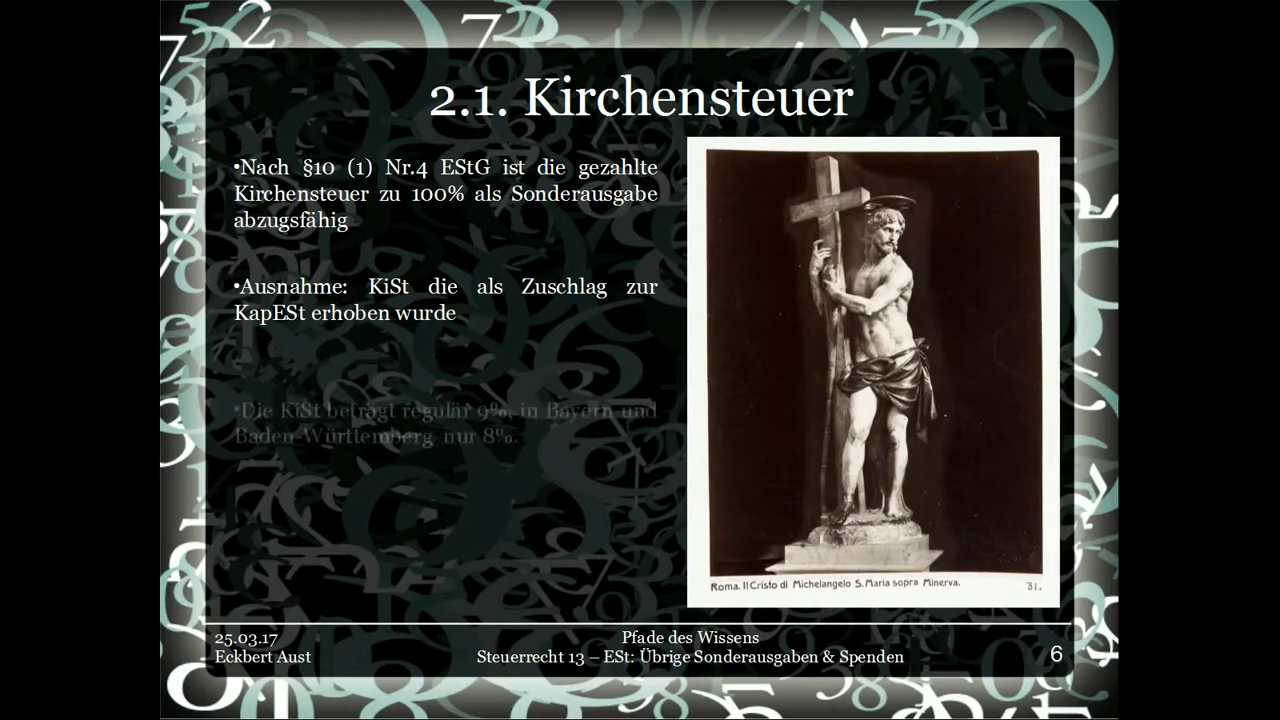 2.1. Kirchensteuer
•Nach §10 (1) Nr.4 EStG ist die gezahlte
Kirchensteuer zu 100% als Sonderausgabe
abzugsfähig
•Ausnahme: KiSt die als Zuschlag zur
KapESt erhoben wurde
•Die KiSt beträgt regulär 9%, in Bayern und
Baden-Württemberg nur 8%.
Roma. Il Cristo di Michelangelo S. Maria sopra Minerva.
31.
25.03.17
Eckbert Aust
Pfade des Wissens
Steuerrecht 13 – ESt: Übrige Sonderausgaben & Spenden
6